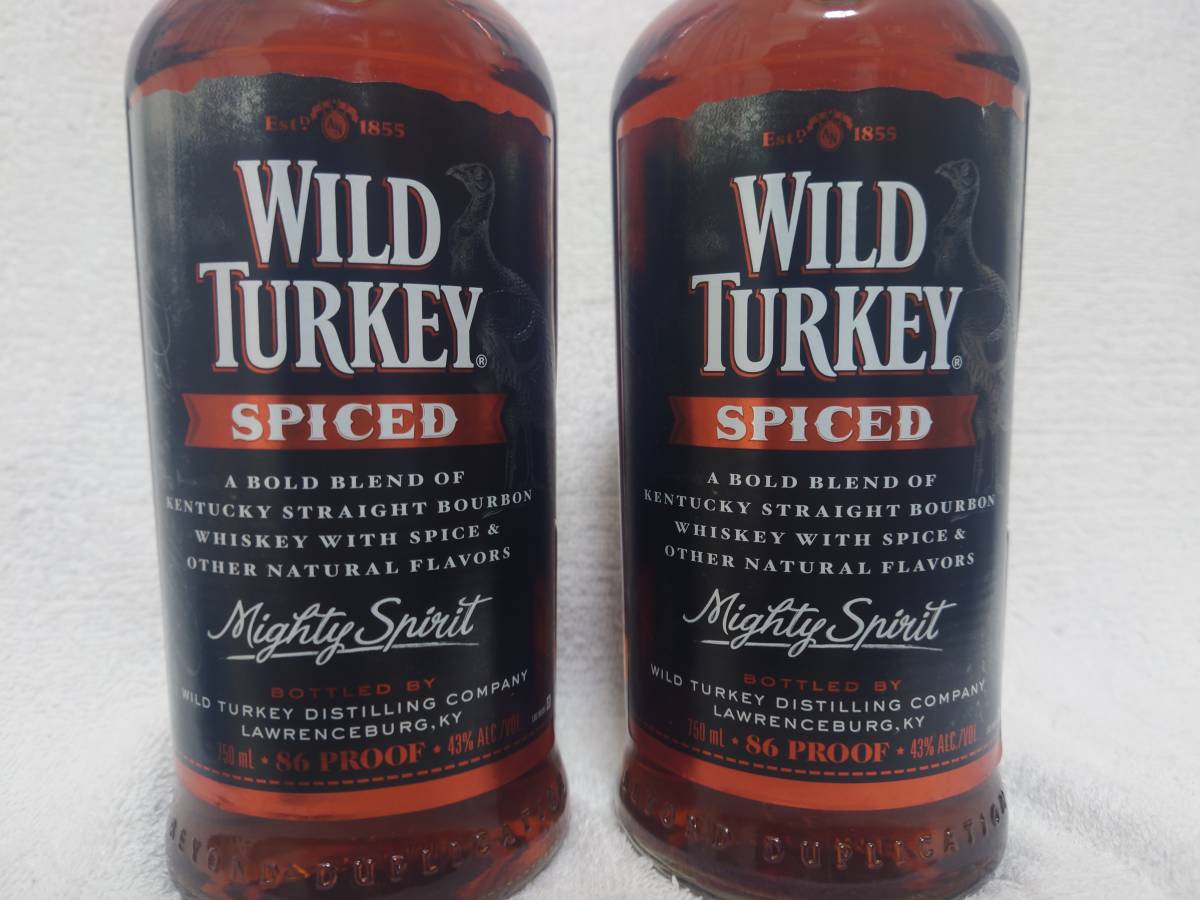 Estd. 1855
WILD
TURKEY®
SPICED
A BOLD BLEND OF
KENTUCKY STRAIGHT BOURBON
WHISKEY WITH SPICE &
OTHER NATURAL FLAVORS
Mighty Spirit
BOTTLED BY
WILD TURKEY DISTILLING COMPANY
LAWRENCEBURG, KY
750 mL • 86 PROOF • 43% ALC./VOL
BEYOND DUPLICATION
Estd. 1855
WILD
TURKEY®
SPICED
A BOLD BLEND OF
KENTUCKY STRAIGHT BOURBON
WHISKEY WITH SPICE &
OTHER NATURAL FLAVORS
Mighty Spirit
BOTTLED BY
WILD TURKEY DISTILLING COMPANY
LAWRENCEBURG, KY
750 mL • 86 PROOF • 43% ALC./VOL
BEYOND DUPLICATION